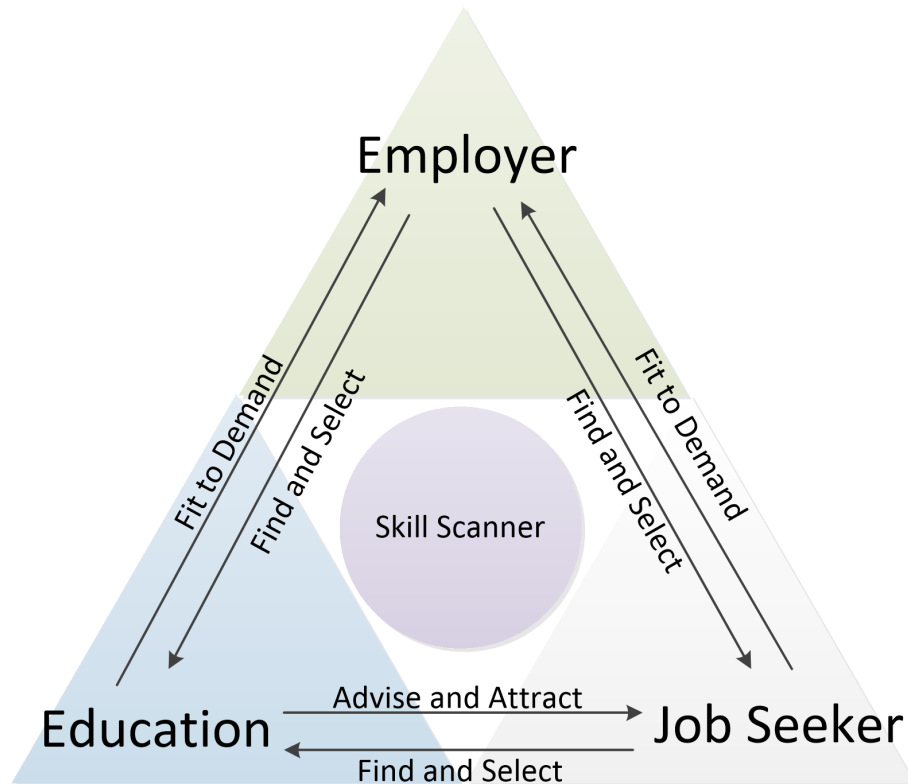 Employer
Fit to Demand
Find and Select
Find and Select
Fit to Demand
Skill Scanner
Education
Advise and Attract
Job Seeker
Find and Select